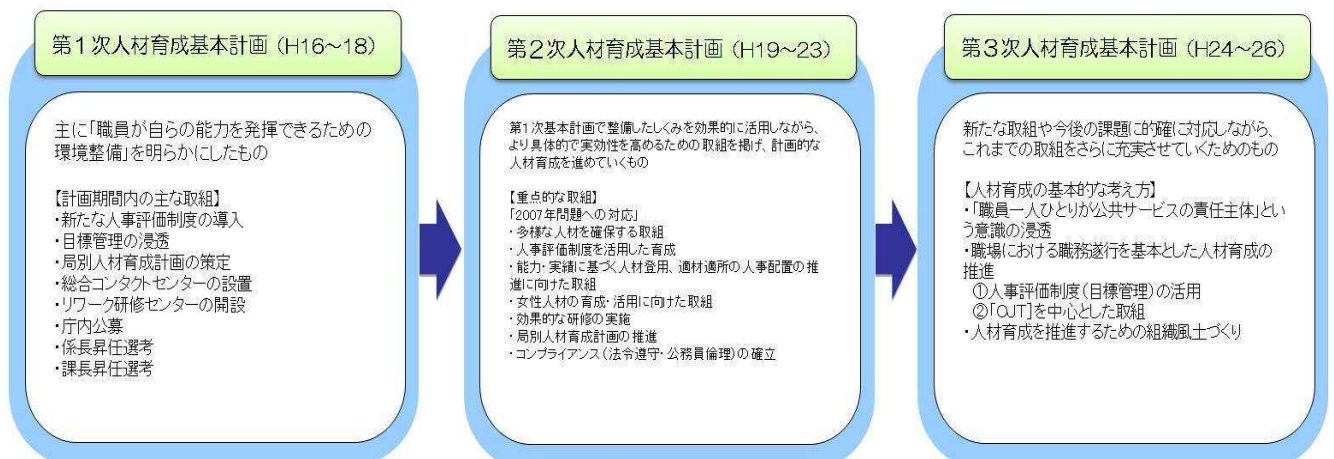 第１次人材育成基本計画（H16～18）
主に「職員が自らの能力を発揮できるための
環境整備」を明らかにしたもの
【計画期間内の主な取組】
・新たな人事評価制度の導入
・目標管理の浸透
・局別人材育成計画の策定
・総合コンタクトセンターの設置
・リワーク研修センターの開設
・庁内公募
・係長昇任選考
・課長昇任選考
第２次人材育成基本計画（H19～23）
第１次基本計画で整備したしくみを効果的に活用しながら、
より具体的で実効性を高めるための取組を掲げ、計画的な
人材育成を進めていくもの
【重点的な取組】
「2007年問題への対応」
・多様な人材を確保する取組
・人事評価制度を活用した育成
・能力・実績に基づく人材登用、適材適所の人事配置の推
進に向けた取組
・女性人材の育成・活用に向けた取組
・効果的な研修の実施
・局別人材育成計画の推進
・コンプライアンス（法令遵守・公務員倫理）の確立
第３次人材育成基本計画（H24～26）
新たな取組や今後の課題に的確に対応しながら、
これまでの取組をさらに充実させていくためのもの
【人材育成の基本的な考え方】
・「職員一人ひとりが公共サービスの責任主体」とい
う意識の浸透
・職場における職務遂行を基本とした人材育成の
推進
①人事評価制度（目標管理）の活用
②「OJT］を中心とした取組
・人材育成を推進するための組織風土づくり